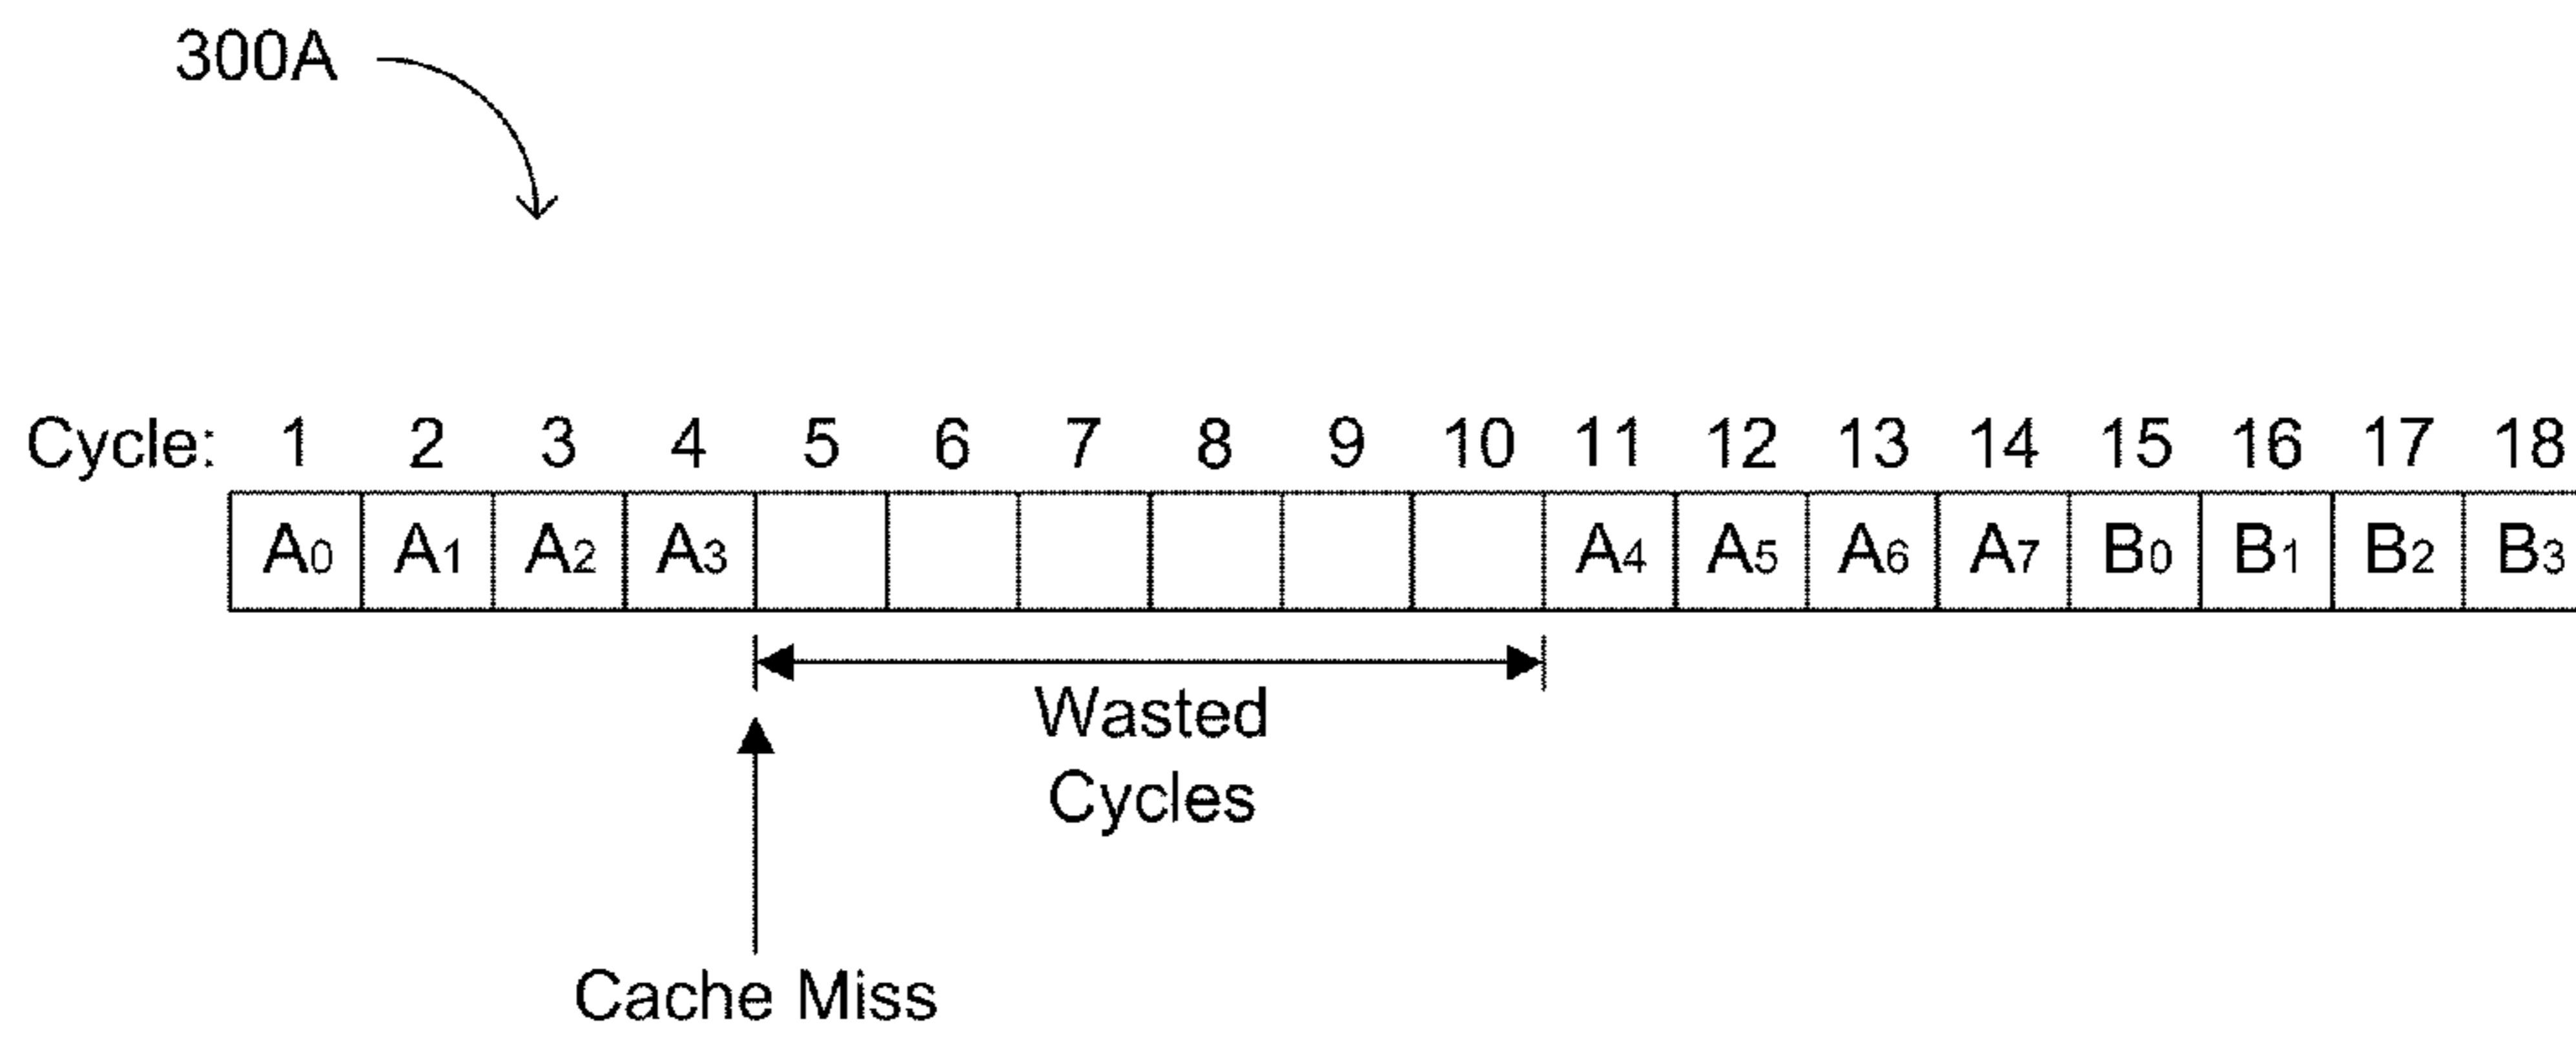 300A
Cycle: 1 2 3 4 5 6 7 8 9 10 11 12 13 14 15 16 17 18
A0 A1 A2 A3 A4 A5 A6 A7 B0 B1 B2 B3
Wasted
Cycles
Cache Miss